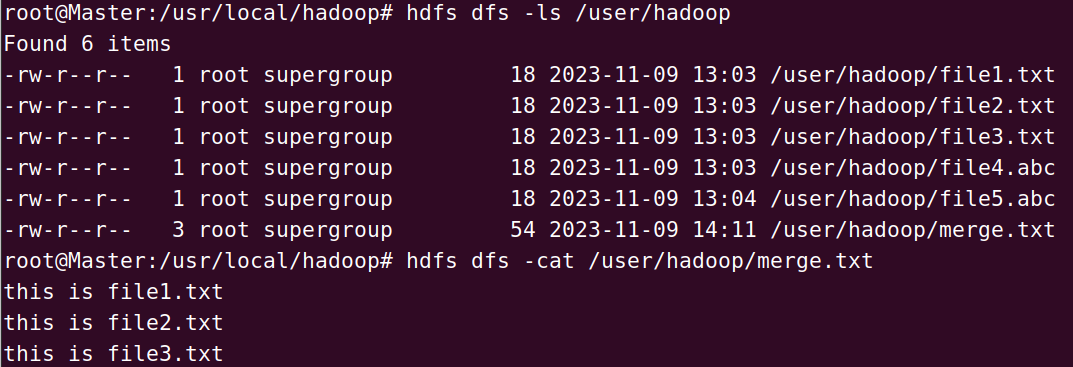 root@Master:/usr/local/hadoop# hdfs dfs -ls /user/hadoop
Found 6 items
-rw-r--r--   1 root supergroup         18 2023-11-09 13:03 /user/hadoop/file1.txt
-rw-r--r--   1 root supergroup         18 2023-11-09 13:03 /user/hadoop/file2.txt
-rw-r--r--   1 root supergroup         18 2023-11-09 13:03 /user/hadoop/file3.txt
-rw-r--r--   1 root supergroup         18 2023-11-09 13:03 /user/hadoop/file4.abc
-rw-r--r--   1 root supergroup         18 2023-11-09 13:04 /user/hadoop/file5.abc
-rw-r--r--   3 root supergroup         54 2023-11-09 14:11 /user/hadoop/merge.txt
root@Master:/usr/local/hadoop# hdfs dfs -cat /user/hadoop/merge.txt
this is file1.txt
this is file2.txt
this is file3.txt